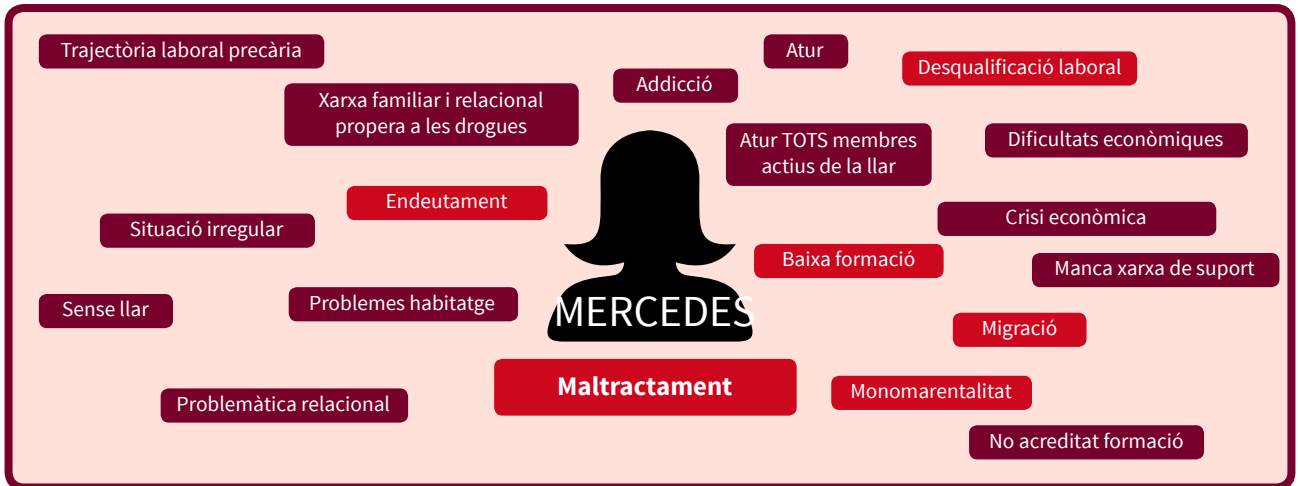 Trajectòria laboral precària
Atur
Desqualificació laboral
Addicció
Xarxa familiar i relacional
propera a les drogues
Atur TOTS membres
actius de la llar
Dificultats econòmiques
Endeutament
Situació irregular
Crisi econòmica
Baixa formació
Manca xarxa de suport
Sense llar
Problemes habitatge
MERCEDES
Migració
Maltractament
Monomarentalitat
Problemàtica relacional
No acreditat formació